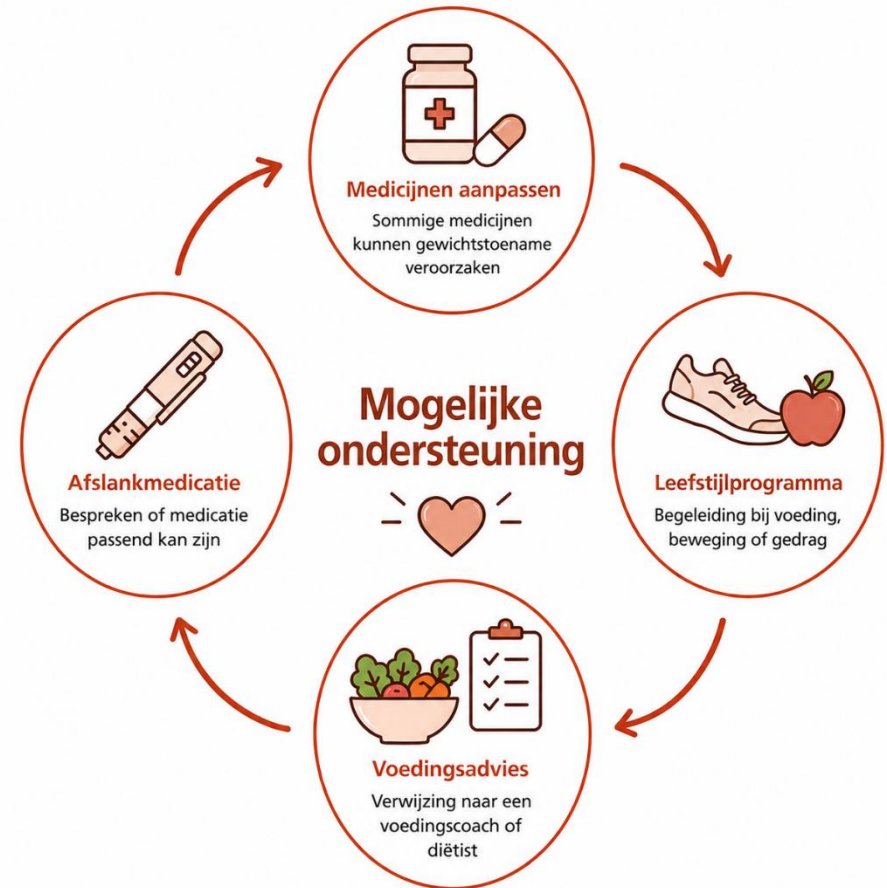 Medicijnen aanpassen
Sommige medicijnen
kunnen gewichtstoename
veroorzaken
Mogelijke
ondersteuning
Afslankmedicatie
Bespreken of medicatie
passend kan zijn
Leefstijlprogramma
Begeleiding bij voeding,
beweging of gedrag
Voedingsadvies
Verwijzing naar een
voedingscoach of
diëtist